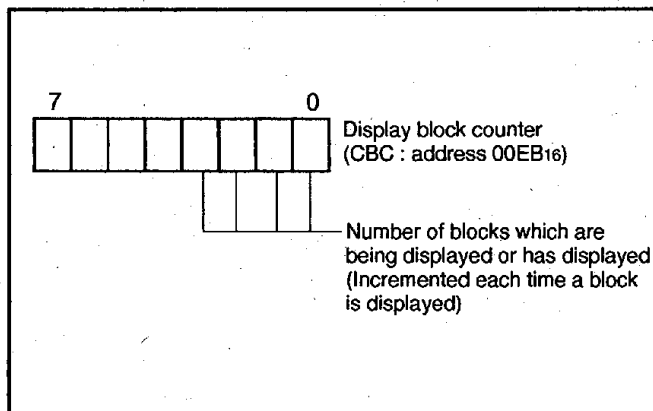 7 0
Display block counter
(CBC : address 00EB16)
Number of blocks which are
being displayed or has displayed
(Incremented each time a block
is displayed)